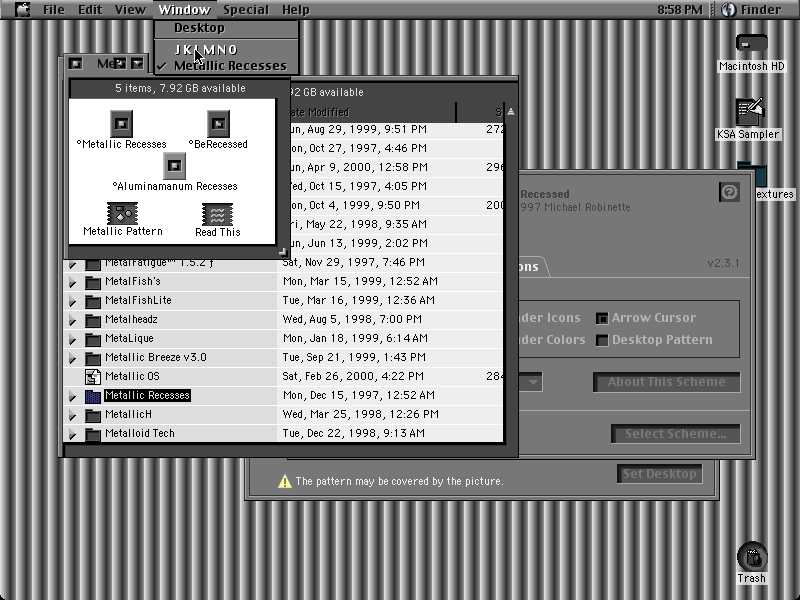 File Edit View Window Special Help 8:58 PM Finder
Desktop
J K L M N O
✓ Metallic Recesses
5 items, 7.92 GB available
°Metallic Recesses
°BeRecessed
°Aluminamanum Recesses
Metallic Pattern
Read This
92 GB available
ate Modified S
un, Aug 29, 1999, 9:51 PM 272
on, Oct 27, 1997, 4:46 PM
un, Apr 9, 2000, 12:58 PM 296
Wed, Oct 15, 1997, 4:05 PM
on, Oct 4, 1999, 9:50 PM 200
ri, May 22, 1998, 9:35 AM
un, Jun 13, 1999, 2:02 PM
MetalFatigue™ 1.5.2 ƒ Sat, Nov 29, 1997, 7:46 PM
MetalFish's Mon, Mar 15, 1999, 12:52 AM
MetalFishLite Tue, Mar 16, 1999, 12:36 AM
Metalheadz Wed, Aug 5, 1998, 7:00 PM
MetaLique Mon, Jan 18, 1999, 6:14 AM
Metallic Breeze v3.0 Tue, Sep 21, 1999, 1:43 PM
Metallic OS Sat, Feb 26, 2000, 4:22 PM 284
Metallic Recesses Mon, Dec 15, 1997, 12:52 AM
MetallicH Wed, Mar 25, 1998, 12:26 PM
Metalloid Tech Tue, Dec 22, 1998, 9:13 AM
Recessed
997 Michael Robinette
ons
v2.3.1
der Icons Arrow Cursor
der Colors Desktop Pattern
About This Scheme
Select Scheme...
The pattern may be covered by the picture.
Set Desktop
Macintosh HD
KSA Sampler
extures
Trash